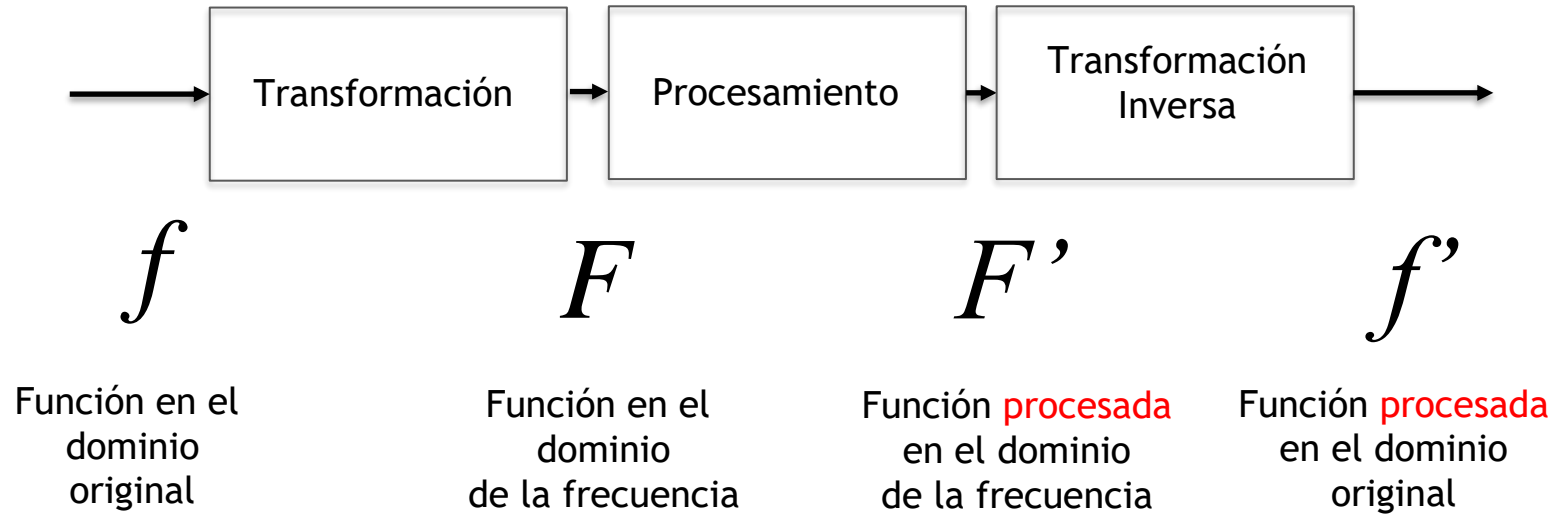 Transformación
Procesamiento
Transformación
Inversa
f
F
F’
f’
Función en el
dominio
original
Función en el
dominio
de la frecuencia
Función procesada
en el dominio
de la frecuencia
Función procesada
en el dominio
original